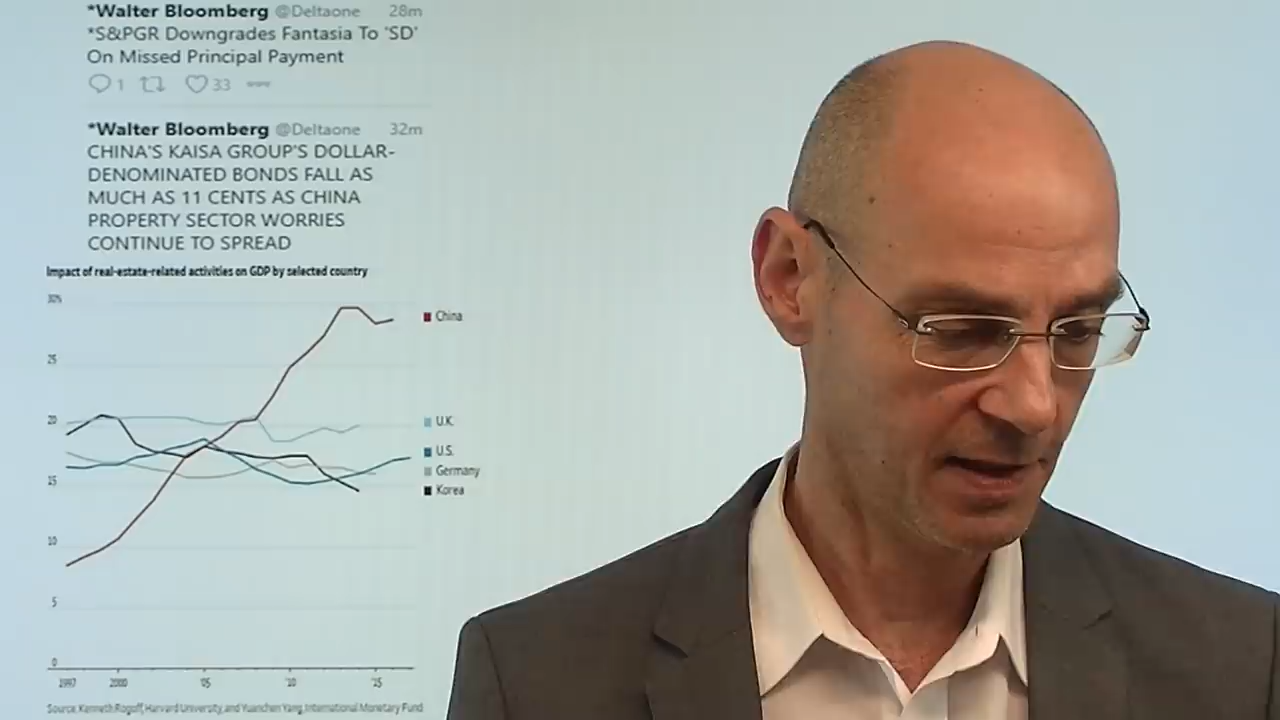 *Walter Bloomberg @Deltaone 28m
*S&PGR Downgrades Fantasia To 'SD'
On Missed Principal Payment
1 33
*Walter Bloomberg @Deltaone 32m
CHINA'S KAISA GROUP'S DOLLAR-
DENOMINATED BONDS FALL AS
MUCH AS 11 CENTS AS CHINA
PROPERTY SECTOR WORRIES
CONTINUE TO SPREAD
Impact of real-estate-related activities on GDP by selected country
30%
China
25
20
U.K.
U.S.
Germany
15
Korea
10
5
0
1997 2000 '05 '10 '15
Source, Kenneth Rogoff, Harvard University, and Yuanchen Yang, International Monetary Fund